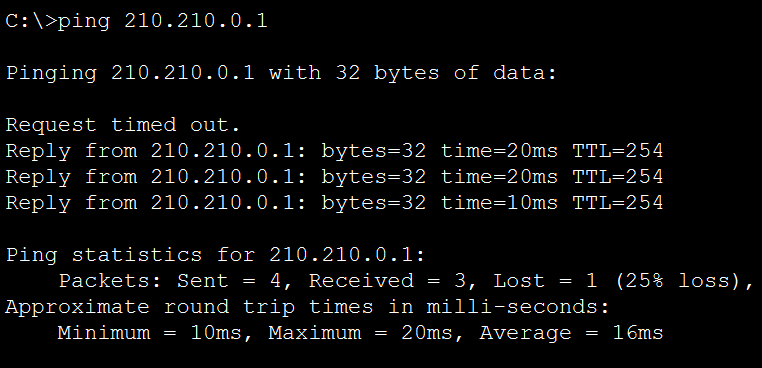 C:\>ping 210.210.0.1
Pinging 210.210.0.1 with 32 bytes of data:
Request timed out.
Reply from 210.210.0.1: bytes=32 time=20ms TTL=254
Reply from 210.210.0.1: bytes=32 time=20ms TTL=254
Reply from 210.210.0.1: bytes=32 time=10ms TTL=254
Ping statistics for 210.210.0.1:
Packets: Sent = 4, Received = 3, Lost = 1 (25% loss),
Approximate round trip times in milli-seconds:
Minimum = 10ms, Maximum = 20ms, Average = 16ms